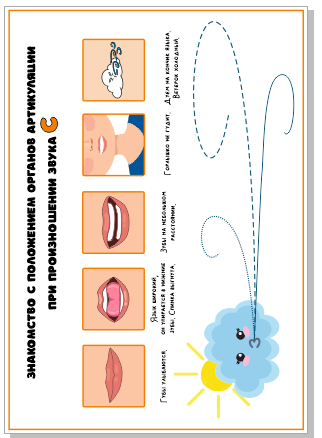 ЗНАКОМСТВО С ПОЛОЖЕНИЕМ ОРГАНОВ АРТИКУЛЯЦИИ
ПРИ ПРОИЗНОШЕНИИ ЗВУКА С
Губы улыбаются.
Язык широкий,
он упирается в нижние
зубы. Спинка выгнута.
Зубы на небольшом
расстоянии.
Горлышко не гудит.
Дуем на кончик языка.
Ветерок холодный.